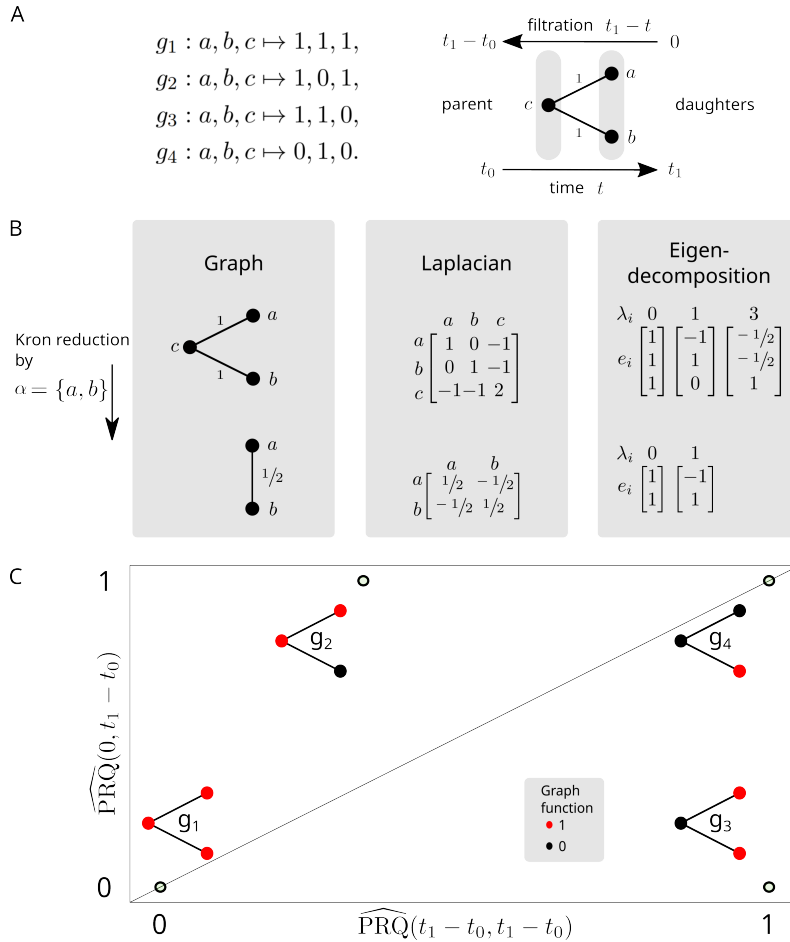 A
g₁ : a, b, c ↦ 1, 1, 1,
g₂ : a, b, c ↦ 1, 0, 1,
g₃ : a, b, c ↦ 1, 1, 0,
g₄ : a, b, c ↦ 0, 1, 0.
filtration t₁ − t
t₁ − t₀ 0
1 a
parent c daughters
1 b
t₀ t₁
time t
B
Graph
Laplacian
Eigen-
decomposition
Kron reduction
by
α = {a, b}
1 a
c
1 b
a
1/2
b
a b c
a 1 0 −1
b 0 1 −1
c −1 −1 2
a b
a 1/2 − 1/2
b − 1/2 1/2
λᵢ 0 1 3
1 −1 − 1/2
eᵢ 1 1 − 1/2
1 0 1
λᵢ 0 1
eᵢ 1 −1
1 1
C
1
g₂
g₄
PRQ(0, t₁ − t₀)
g₁
g₃
Graph
function
1
0
0
0 PRQ(t₁ − t₀, t₁ − t₀) 1